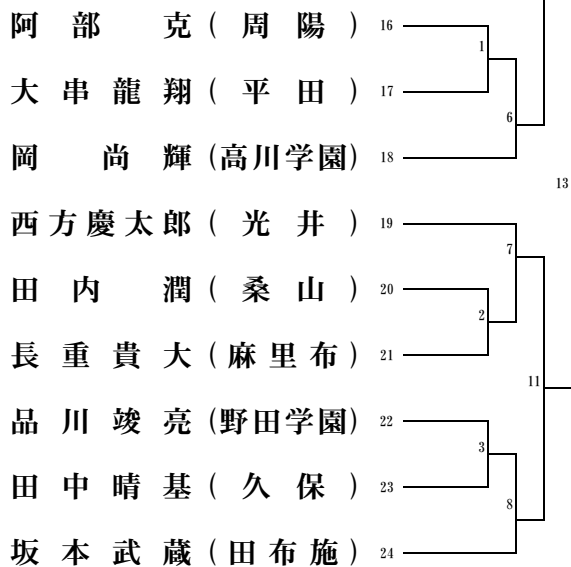 阿部 克 ( 周陽 ) 16
1
大串龍翔 ( 平田 ) 17
6
岡 尚輝 (高川学園) 18
13
西方慶太郎 ( 光井 ) 19
7
田内 潤 ( 桑山 ) 20
2
長重貴大 (麻里布) 21
11
品川竣亮 (野田学園) 22
3
田中晴基 ( 久保 ) 23
8
坂本武蔵 (田布施) 24